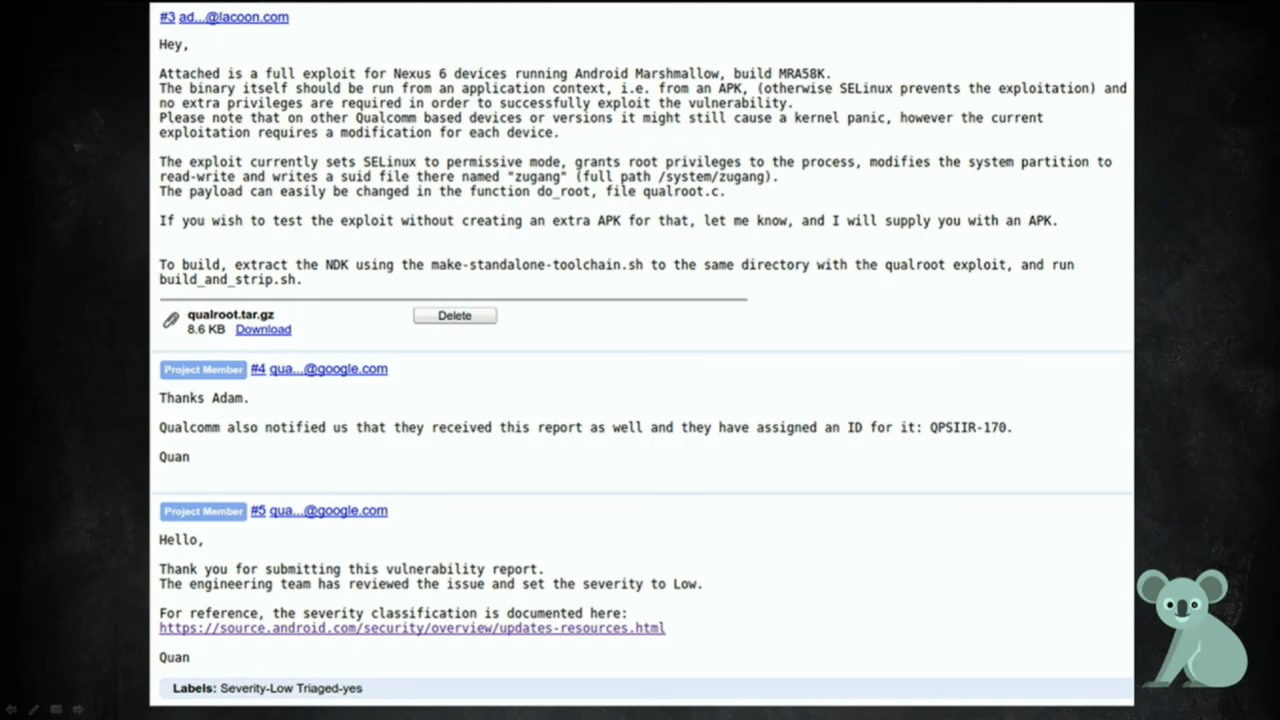 #3 ad...@lacoon.com
Hey,
Attached is a full exploit for Nexus 6 devices running Android Marshmallow, build MRA58K.
The binary itself should be run from an application context, i.e. from an APK, (otherwise SELinux prevents the exploitation) and
no extra privileges are required in order to successfully exploit the vulnerability.
Please note that on other Qualcomm based devices or versions it might still cause a kernel panic, however the current
exploitation requires a modification for each device.
The exploit currently sets SELinux to permissive mode, grants root privileges to the process, modifies the system partition to
read-write and writes a suid file there named "zugang" (full path /system/zugang).
The payload can easily be changed in the function do_root, file qualroot.c.
If you wish to test the exploit without creating an extra APK for that, let me know, and I will supply you with an APK.
To build, extract the NDK using the make-standalone-toolchain.sh to the same directory with the qualroot exploit, and run
build_and_strip.sh.
qualroot.tar.gz Delete
8.6 KB Download
Project Member #4 qua...@google.com
Thanks Adam.
Qualcomm also notified us that they received this report as well and they have assigned an ID for it: QPSIIR-170.
Quan
Project Member #5 qua...@google.com
Hello,
Thank you for submitting this vulnerability report.
The engineering team has reviewed the issue and set the severity to Low.
For reference, the severity classification is documented here:
https://source.android.com/security/overview/updates-resources.html
Quan
Labels: Severity-Low Triaged-yes